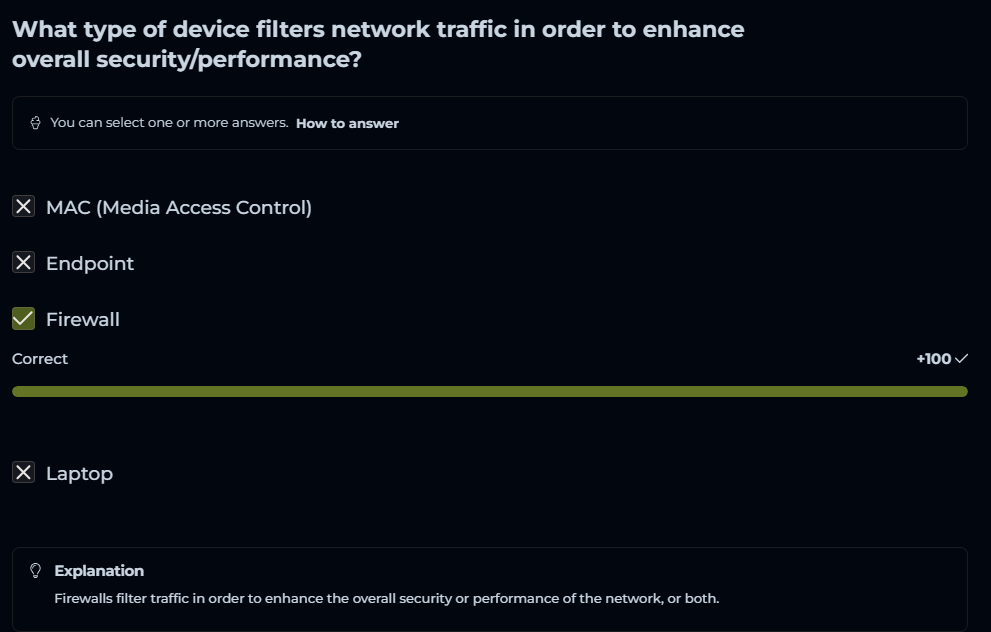 What type of device filters network traffic in order to enhance
overall security/performance?
You can select one or more answers. How to answer
MAC (Media Access Control)
Endpoint
Firewall
Correct +100
Laptop
Explanation
Firewalls filter traffic in order to enhance the overall security or performance of the network, or both.